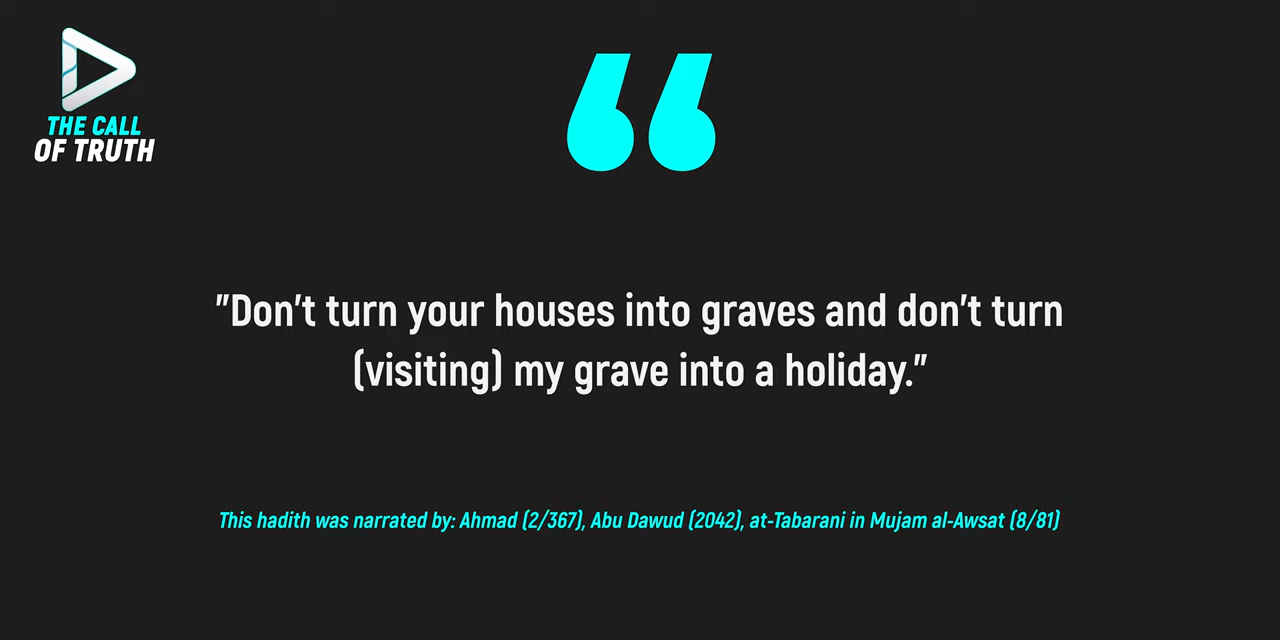 THE CALL
OF TRUTH
“
"Don't turn your houses into graves and don't turn
(visiting) my grave into a holiday."
This hadith was narrated by: Ahmad (2/367), Abu Dawud (2042), at-Tabarani in Mujam al-Awsat (8/81)